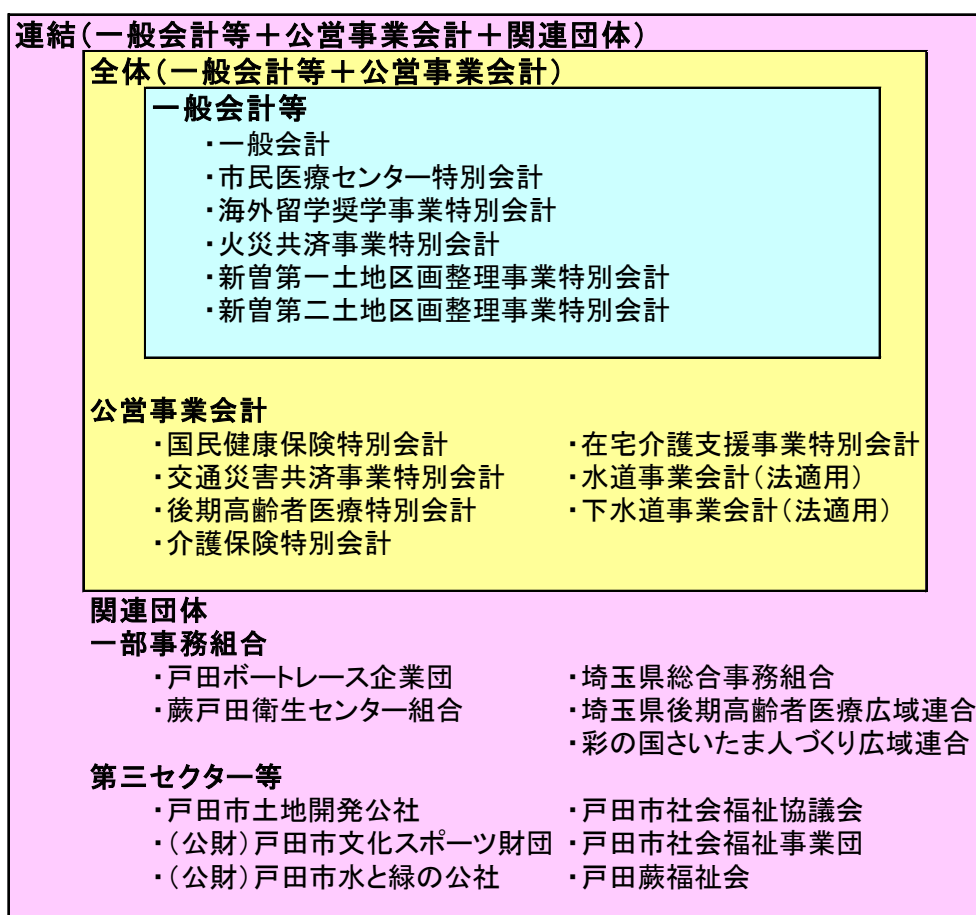 連結(一般会計等＋公営事業会計＋関連団体)
全体(一般会計等＋公営事業会計)
一般会計等
・一般会計
・市民医療センター特別会計
・海外留学奨学事業特別会計
・火災共済事業特別会計
・新曽第一土地区画整理事業特別会計
・新曽第二土地区画整理事業特別会計
公営事業会計
・国民健康保険特別会計 ・在宅介護支援事業特別会計
・交通災害共済事業特別会計 ・水道事業会計(法適用)
・後期高齢者医療特別会計 ・下水道事業会計(法適用)
・介護保険特別会計
関連団体
一部事務組合
・戸田ボートレース企業団 ・埼玉県総合事務組合
・蕨戸田衛生センター組合 ・埼玉県後期高齢者医療広域連合
・彩の国さいたま人づくり広域連合
第三セクター等
・戸田市土地開発公社 ・戸田市社会福祉協議会
・(公財)戸田市文化スポーツ財団 ・戸田市社会福祉事業団
・(公財)戸田市水と緑の公社 ・戸田蕨福祉会